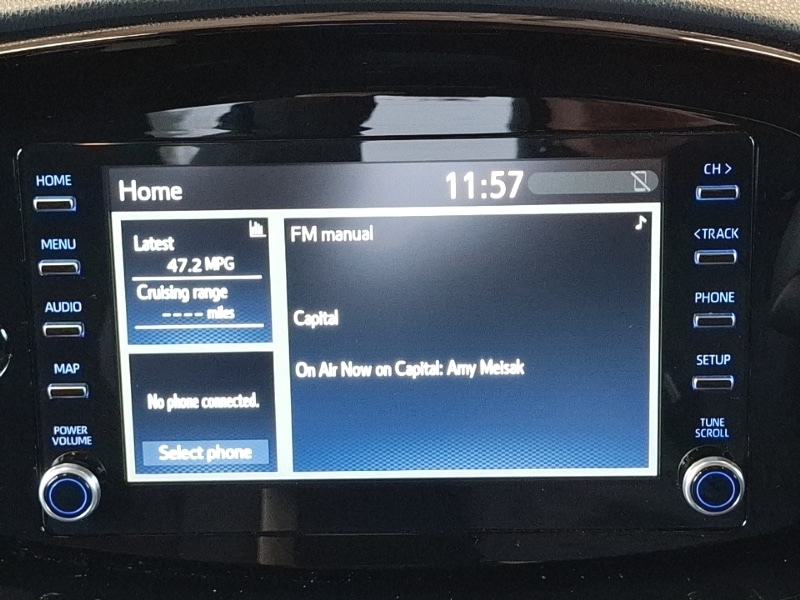 HOME
MENU
AUDIO
MAP
POWER
VOLUME
Home
11:57
Latest
47.2 MPG
Cruising range
---- miles
No phone connected.
Select phone
FM manual
Capital
On Air Now on Capital: Amy Meisak
CH >
<TRACK
PHONE
SETUP
TUNE
SCROLL